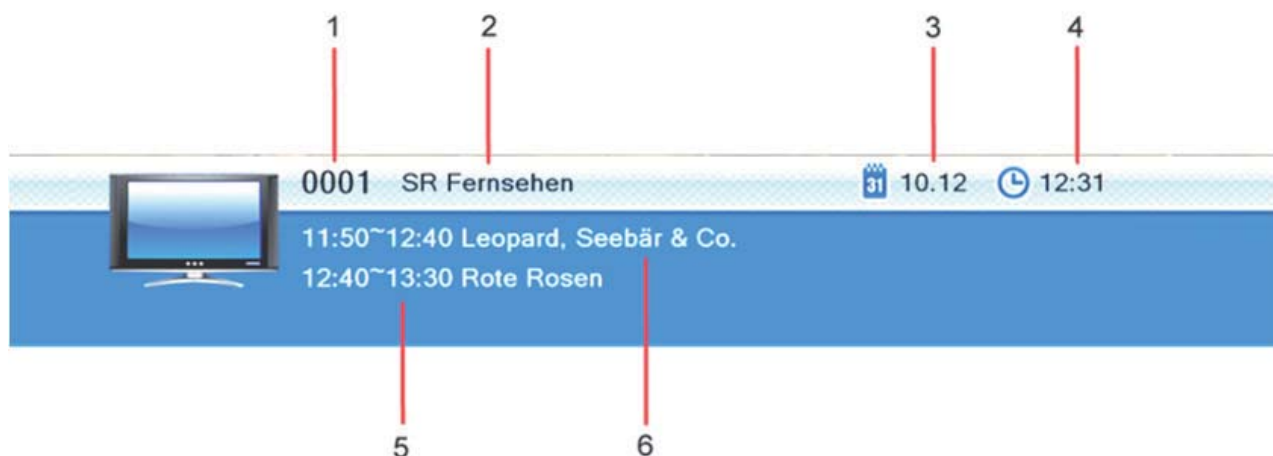 1 2 3 4
0001 SR Fernsehen 31 10.12 12:31
11:50~12:40 Leopard, Seebär & Co.
12:40~13:30 Rote Rosen
5 6